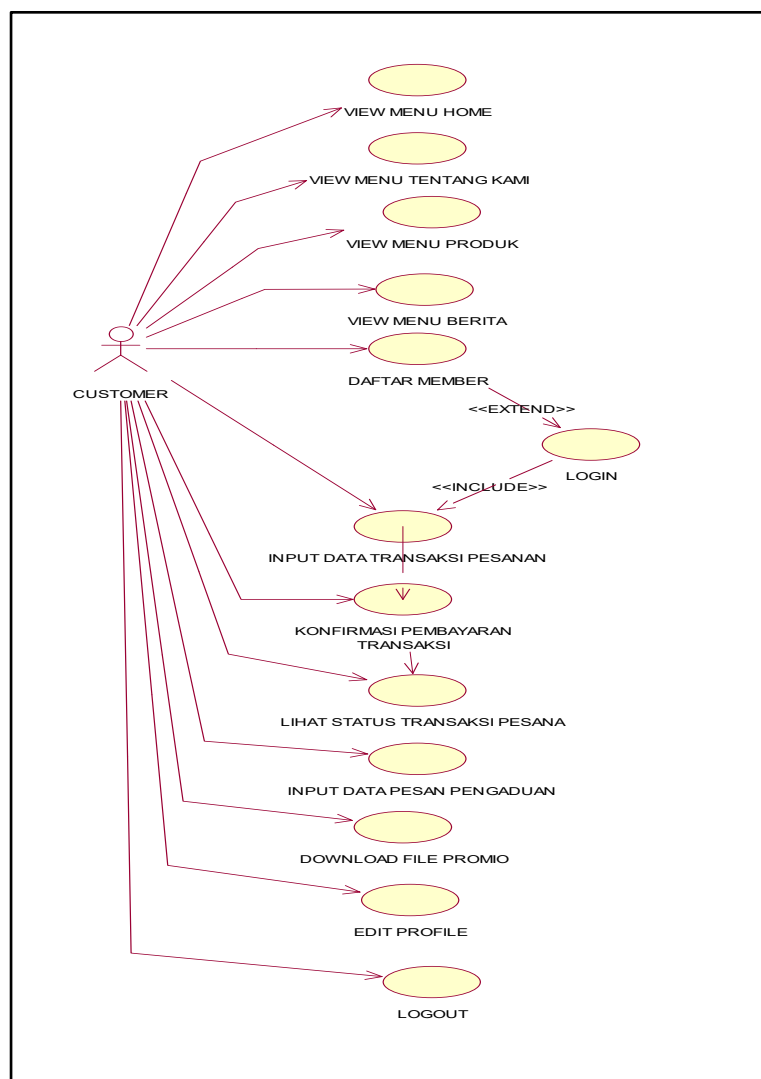 VIEW MENU HOME
VIEW MENU TENTANG KAMI
VIEW MENU PRODUK
VIEW MENU BERITA
DAFTAR MEMBER
CUSTOMER
<<EXTEND>>
LOGIN
<<INCLUDE>>
INPUT DATA TRANSAKSI PESANAN
KONFIRMASI PEMBAYARAN
TRANSAKSI
LIHAT STATUS TRANSAKSI PESANA
INPUT DATA PESAN PENGADUAN
DOWNLOAD FILE PROMIO
EDIT PROFILE
LOGOUT